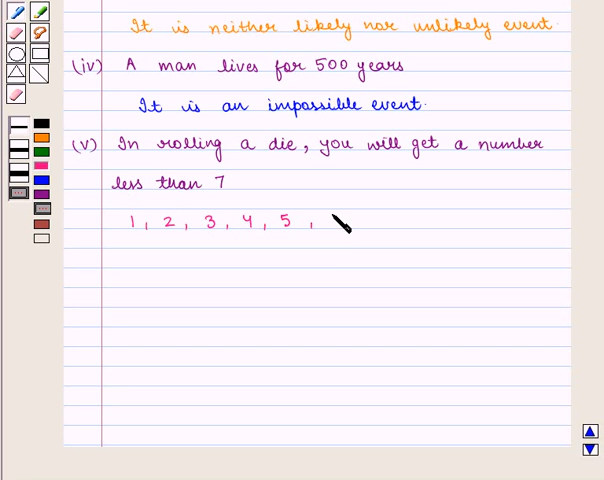 It is neither likely nor unlikely event.
(iv) A man lives for 500 years
It is an impossible event.
(v) In rolling a die, you will get a number
less than 7
1, 2, 3, 4, 5,